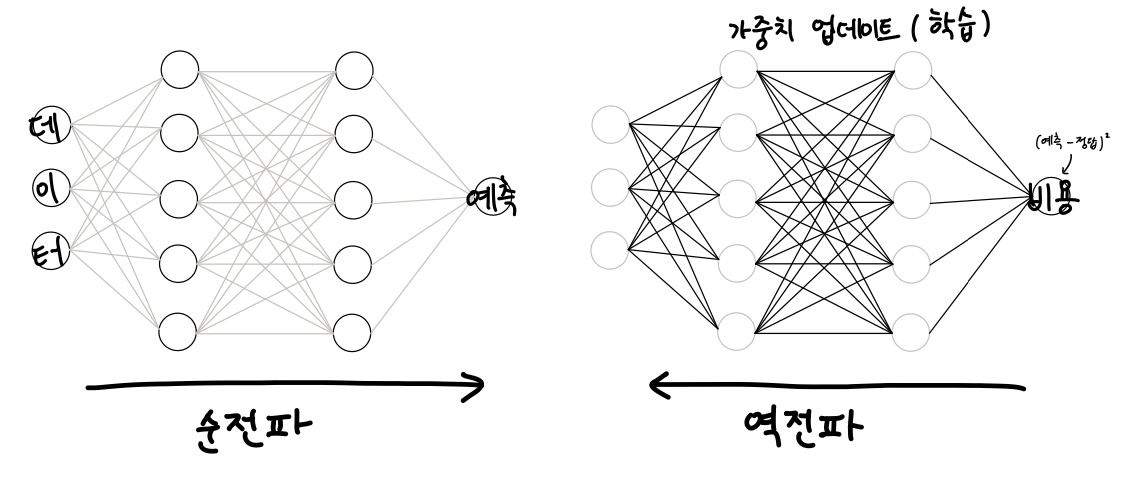 데
이
터
예측
순전파
가중치 업데이트 (학습)
(예측 - 정답)²
비용
역전파